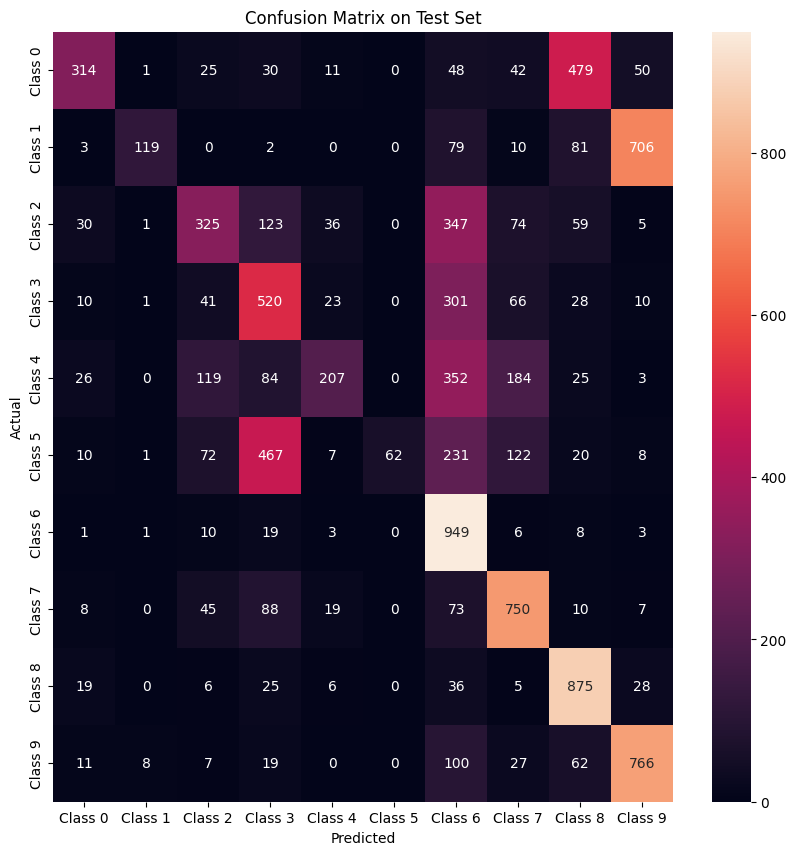 Confusion Matrix on Test Set
Class 0 314 1 25 30 11 0 48 42 479 50
Class 1 3 119 0 2 0 0 79 10 81 706
Class 2 30 1 325 123 36 0 347 74 59 5
Class 3 10 1 41 520 23 0 301 66 28 10
Class 4 26 0 119 84 207 0 352 184 25 3
Class 5 10 1 72 467 7 62 231 122 20 8
Class 6 1 1 10 19 3 0 949 6 8 3
Class 7 8 0 45 88 19 0 73 750 10 7
Class 8 19 0 6 25 6 0 36 5 875 28
Class 9 11 8 7 19 0 0 100 27 62 766
Class 0 Class 1 Class 2 Class 3 Class 4 Class 5 Class 6 Class 7 Class 8 Class 9
Predicted
Actual
800
600
400
200
0